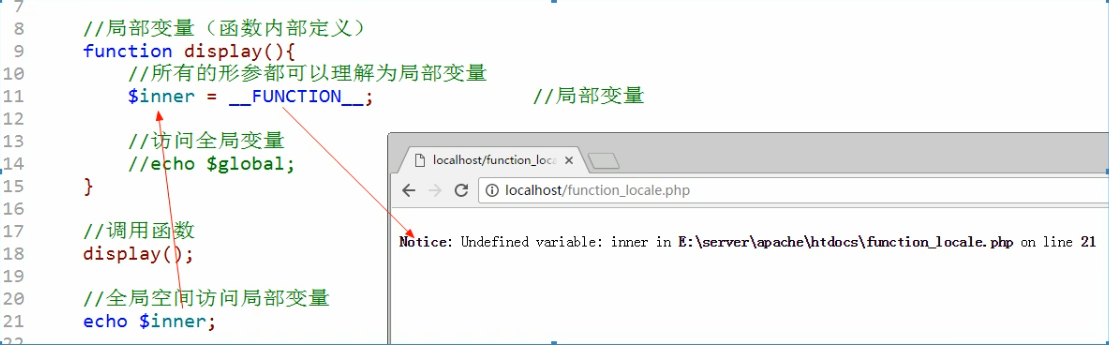 7
8 //局部变量（函数内部定义）
9 function display(){
10 //所有的形参都可以理解为局部变量
11 $inner = __FUNCTION__; //局部变量
12
13 //访问全局变量
14 //echo $global;
15 }
16
17 //调用函数
18 display();
19
20 //全局空间访问局部变量
21 echo $inner;
22
localhost/function_loca
localhost/function_locale.php
Notice: Undefined variable: inner in E:\server\apache\htdocs\function_locale.php on line 21